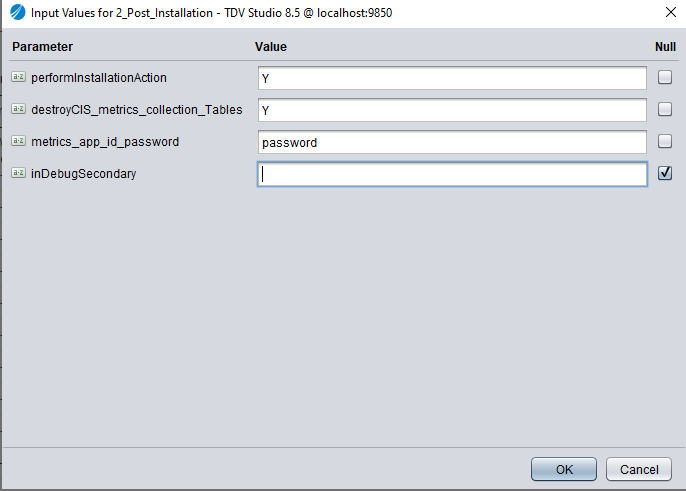 Input Values for 2_Post_Installation - TDV Studio 8.5 @ localhost:9850
Parameter Value Null
a-z performInstallationAction Y
a-z destroyCIS_metrics_collection_Tables Y
a-z metrics_app_id_password password
a-z inDebugSecondary
OK Cancel